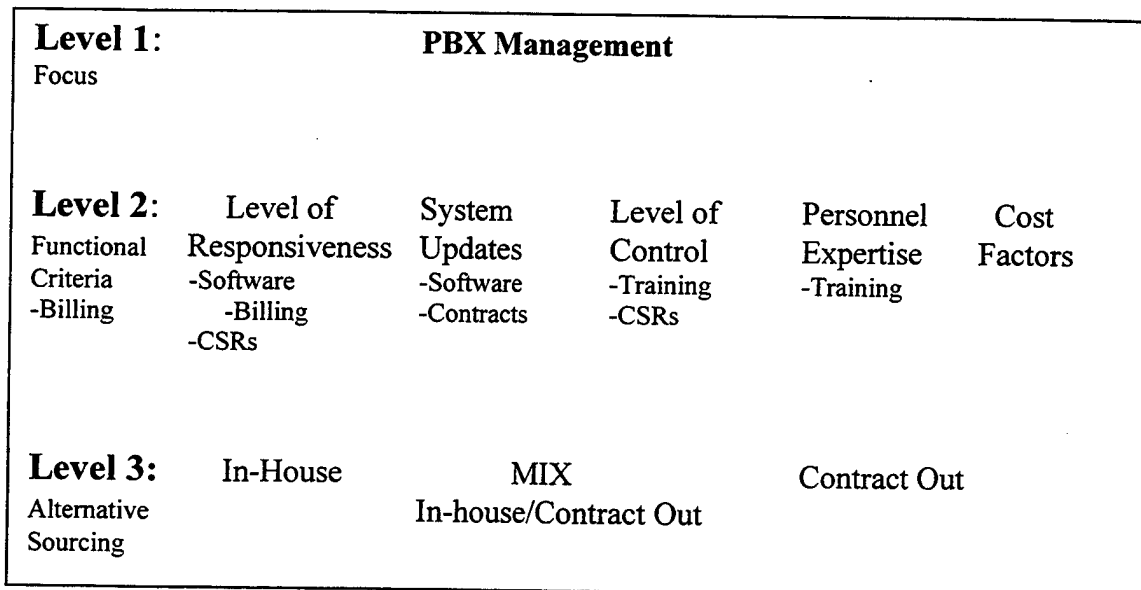 Level 1: PBX Management
Focus
Level 2: Level of System Level of Personnel Cost
Functional Responsiveness Updates Control Expertise Factors
Criteria -Software -Software -Training -Training
-Billing -Billing -Contracts -CSRs
-CSRs
Level 3: In-House MIX Contract Out
Alternative In-house/Contract Out
Sourcing